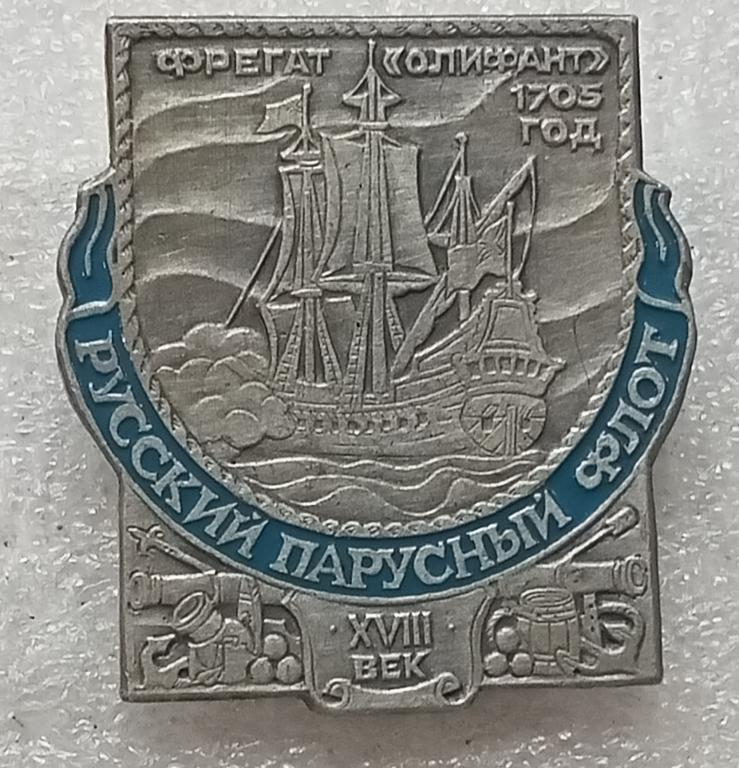 ФРЕГАТ «ОЛИФАНТ»
1705
ГОД
РУССКИЙ ПАРУСНЫЙ ФЛОТ
· XVIII ·
ВЕК